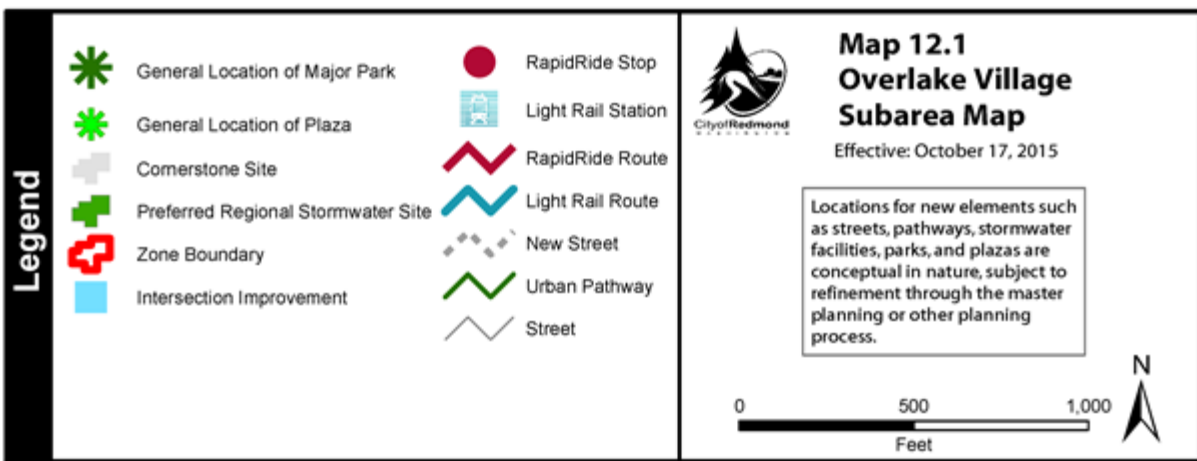 Legend
General Location of Major Park
General Location of Plaza
Cornerstone Site
Preferred Regional Stormwater Site
Zone Boundary
Intersection Improvement
RapidRide Stop
Light Rail Station
RapidRide Route
Light Rail Route
New Street
Urban Pathway
Street
CityofRedmond
WASHINGTON
Map 12.1
Overlake Village
Subarea Map
Effective: October 17, 2015
Locations for new elements such
as streets, pathways, stormwater
facilities, parks, and plazas are
conceptual in nature, subject to
refinement through the master
planning or other planning
process.
N
0 500 1,000
Feet